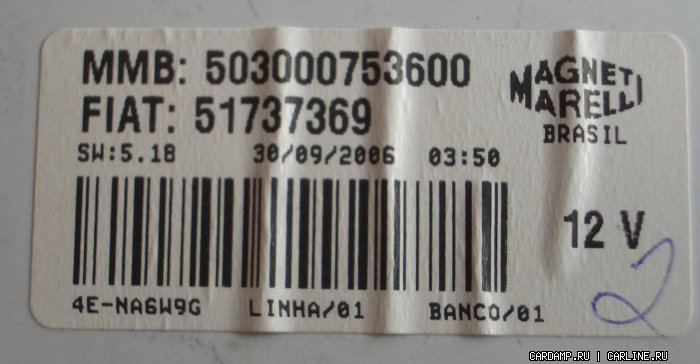 MMB: 503000753600
FIAT: 51737369
MAGNETI
MARELLI
BRASIL
SW:5.18 30/09/2006 03:50
12 V
2
4E-NA6W9G LINHA/01 BANCO/01
CARDAMP.RU | CARLINE.RU